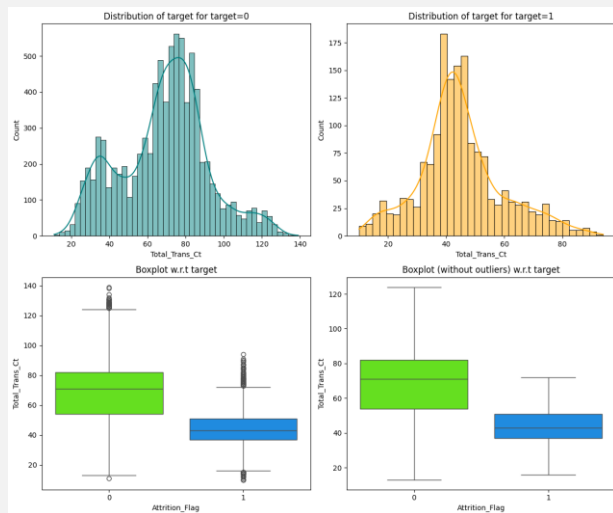 Distribution of target for target=0
500
400
300
200
100
0
Count
20 40 60 80 100 120 140
Total_Trans_Ct
Distribution of target for target=1
175
150
125
100
75
50
25
0
Count
20 40 60 80
Total_Trans_Ct
Boxplot w.r.t target
140
120
100
80
60
40
20
Total_Trans_Ct
0 1
Attrition_Flag
Boxplot (without outliers) w.r.t target
120
100
80
60
40
20
Total_Trans_Ct
0 1
Attrition_Flag